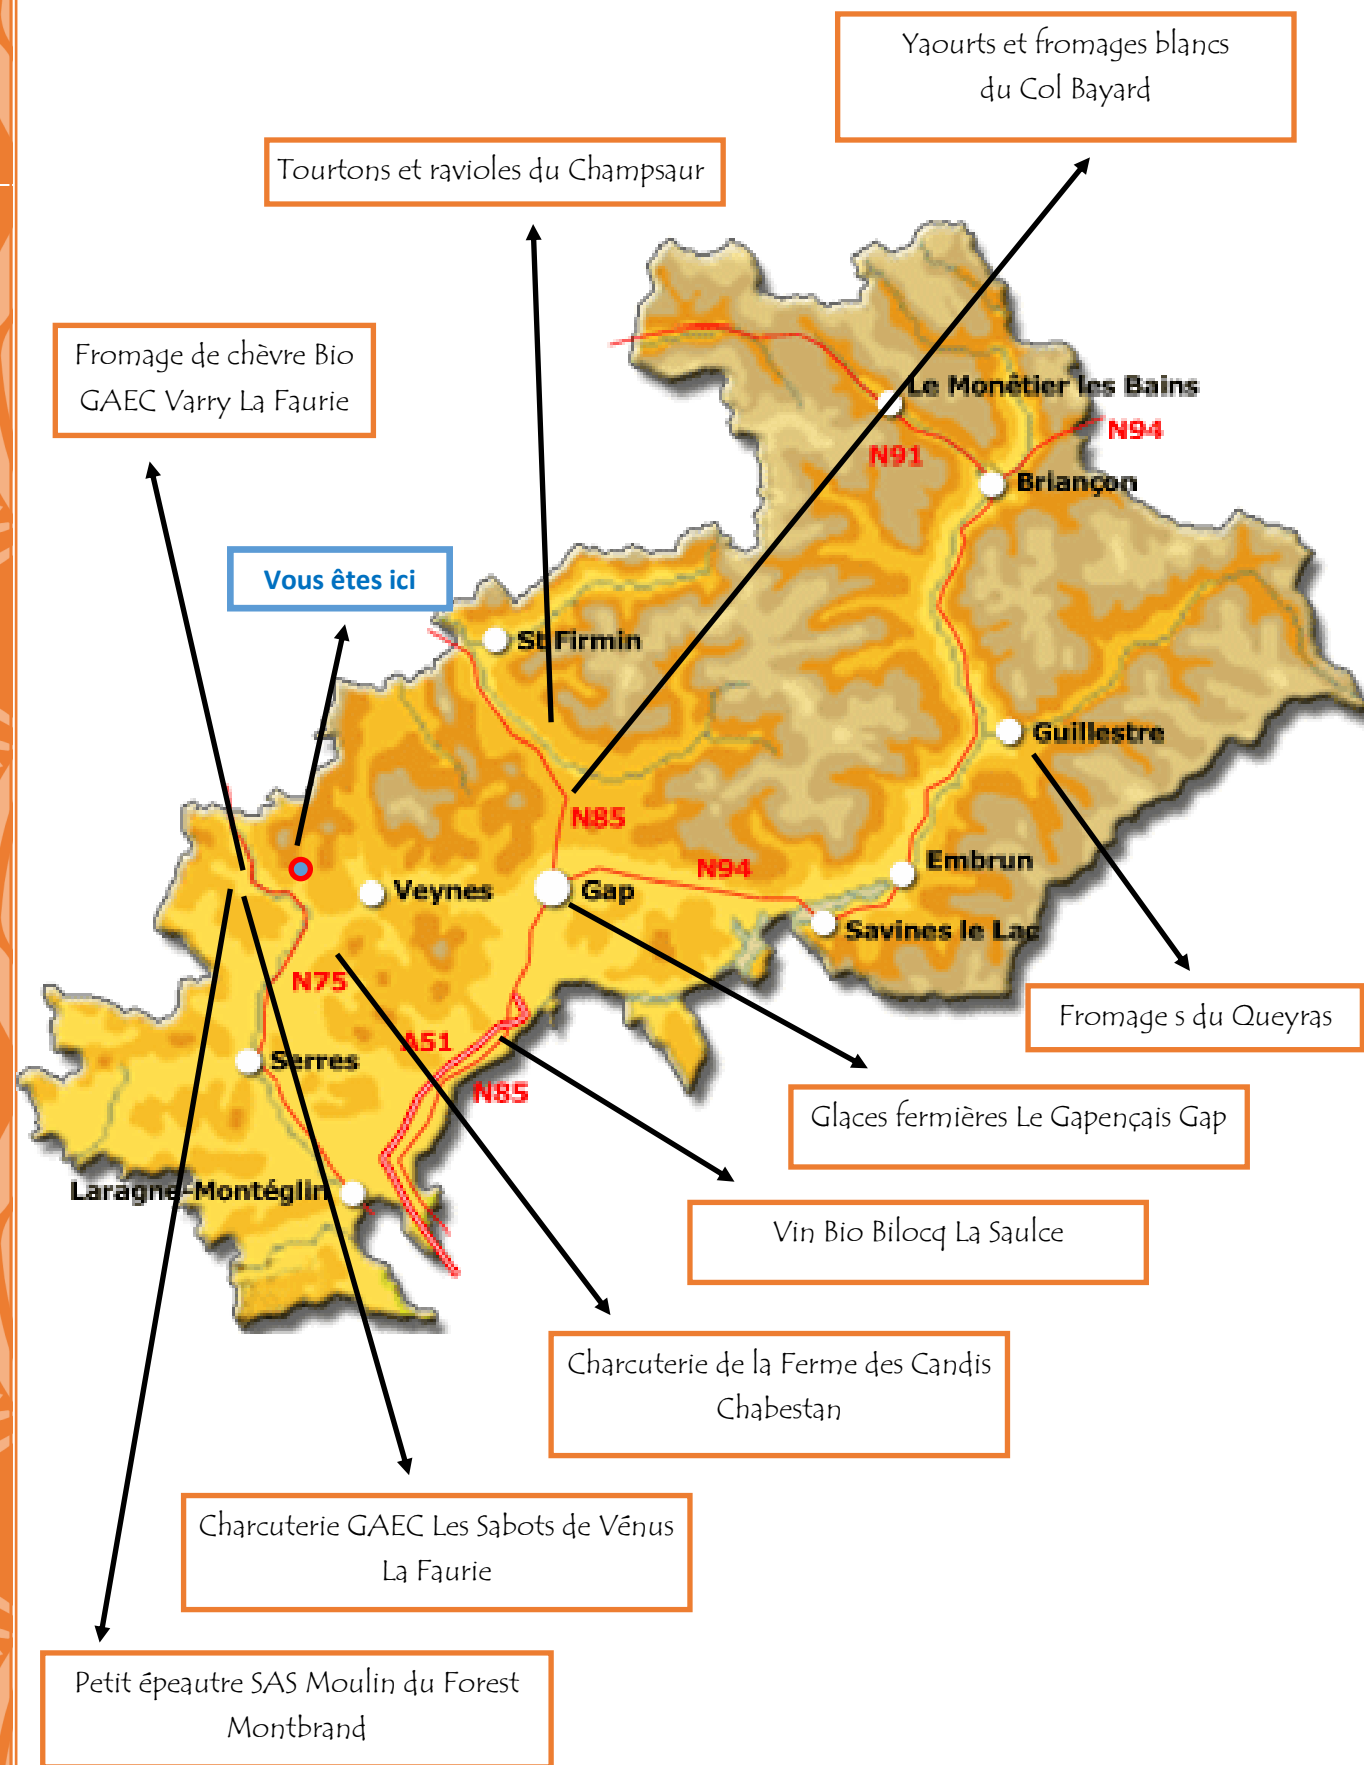 Yaourts et fromages blancs
du Col Bayard
Tourtons et ravioles du Champsaur
Fromage de chèvre Bio
GAEC Varry La Faurie
Le Monêtier les Bains
N94
N91
Briançon
Vous êtes ici
St Firmin
Guillestre
N85
Embrun
N94
Veynes
Gap
Savines le Lac
N75
Fromage s du Queyras
A51
Serres
N85
Glaces fermières Le Gapençais Gap
Laragne-Montéglin
Vin Bio Bilocq La Saulce
Charcuterie de la Ferme des Candis
Chabestan
Charcuterie GAEC Les Sabots de Vénus
La Faurie
Petit épeautre SAS Moulin du Forest
Montbrand